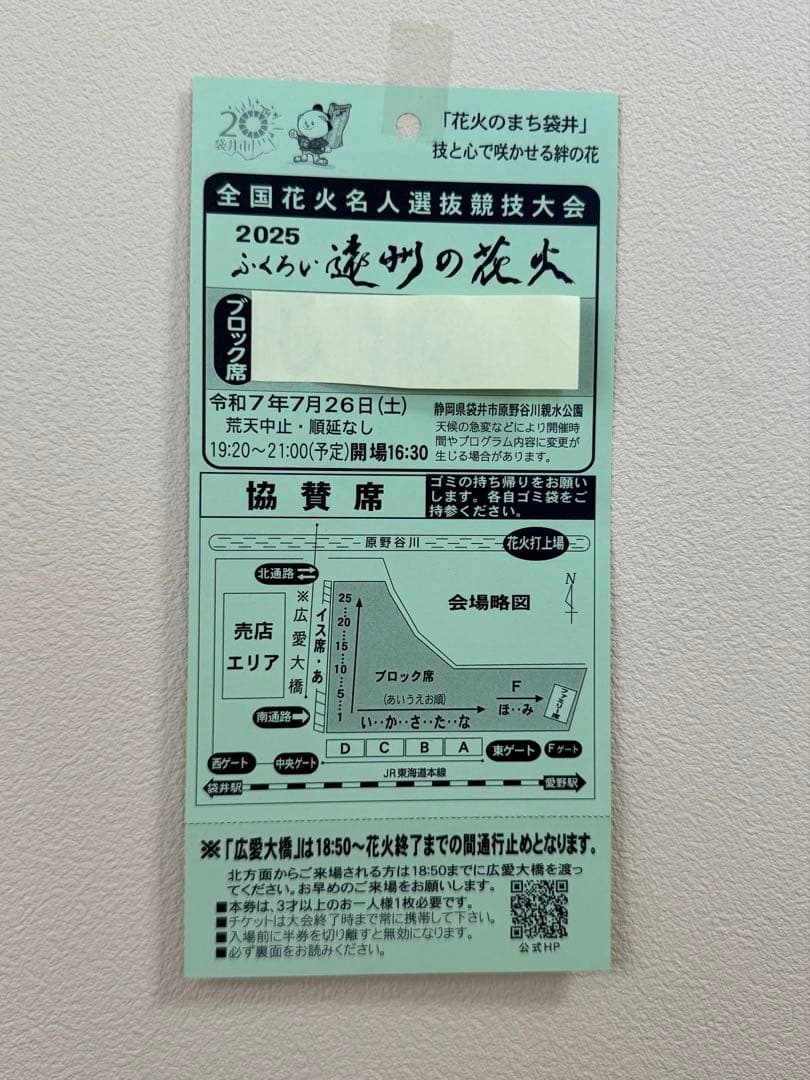 20
袋井市
「花火のまち袋井」
技と心で咲かせる絆の花
全国花火名人選抜競技大会
2025
ふくろい遠州の花火
ブロック席
令和7年7月26日(土)
荒天中止・順延なし
19:20～21:00(予定)開場16:30
静岡県袋井市原野谷川親水公園
天候の急変などにより開催時
間やプログラム内容に変更が
生じる場合があります。
協賛席
ゴミの持ち帰りをお願い
します。各自ゴミ袋をご
持参ください。
原野谷川
花火打上場
北通路
会場略図
N
売店
エリア
※広愛大橋
イス席・あ
25
20
15
10
5
1
ブロック席
(あいうえお順)
い・・か・・さ・・た・・な
F
ほ・・み
ファミリー席
南通路
D C B A
西ゲート
中央ゲート
東ゲート
Fゲート
JR東海道本線
袋井駅
愛野駅
※「広愛大橋」は18:50～花火終了までの間通行止めとなります。
北方面からご来場される方は18:50までに広愛大橋を渡っ
てください。お早めのご来場をお願いします。
■本券は、3才以上のお一人様1枚必要です。
■チケットは大会終了時まで常に携帯して下さい。
■入場前に半券を切り離すと無効になります。
■必ず裏面をお読みください。
公式HP